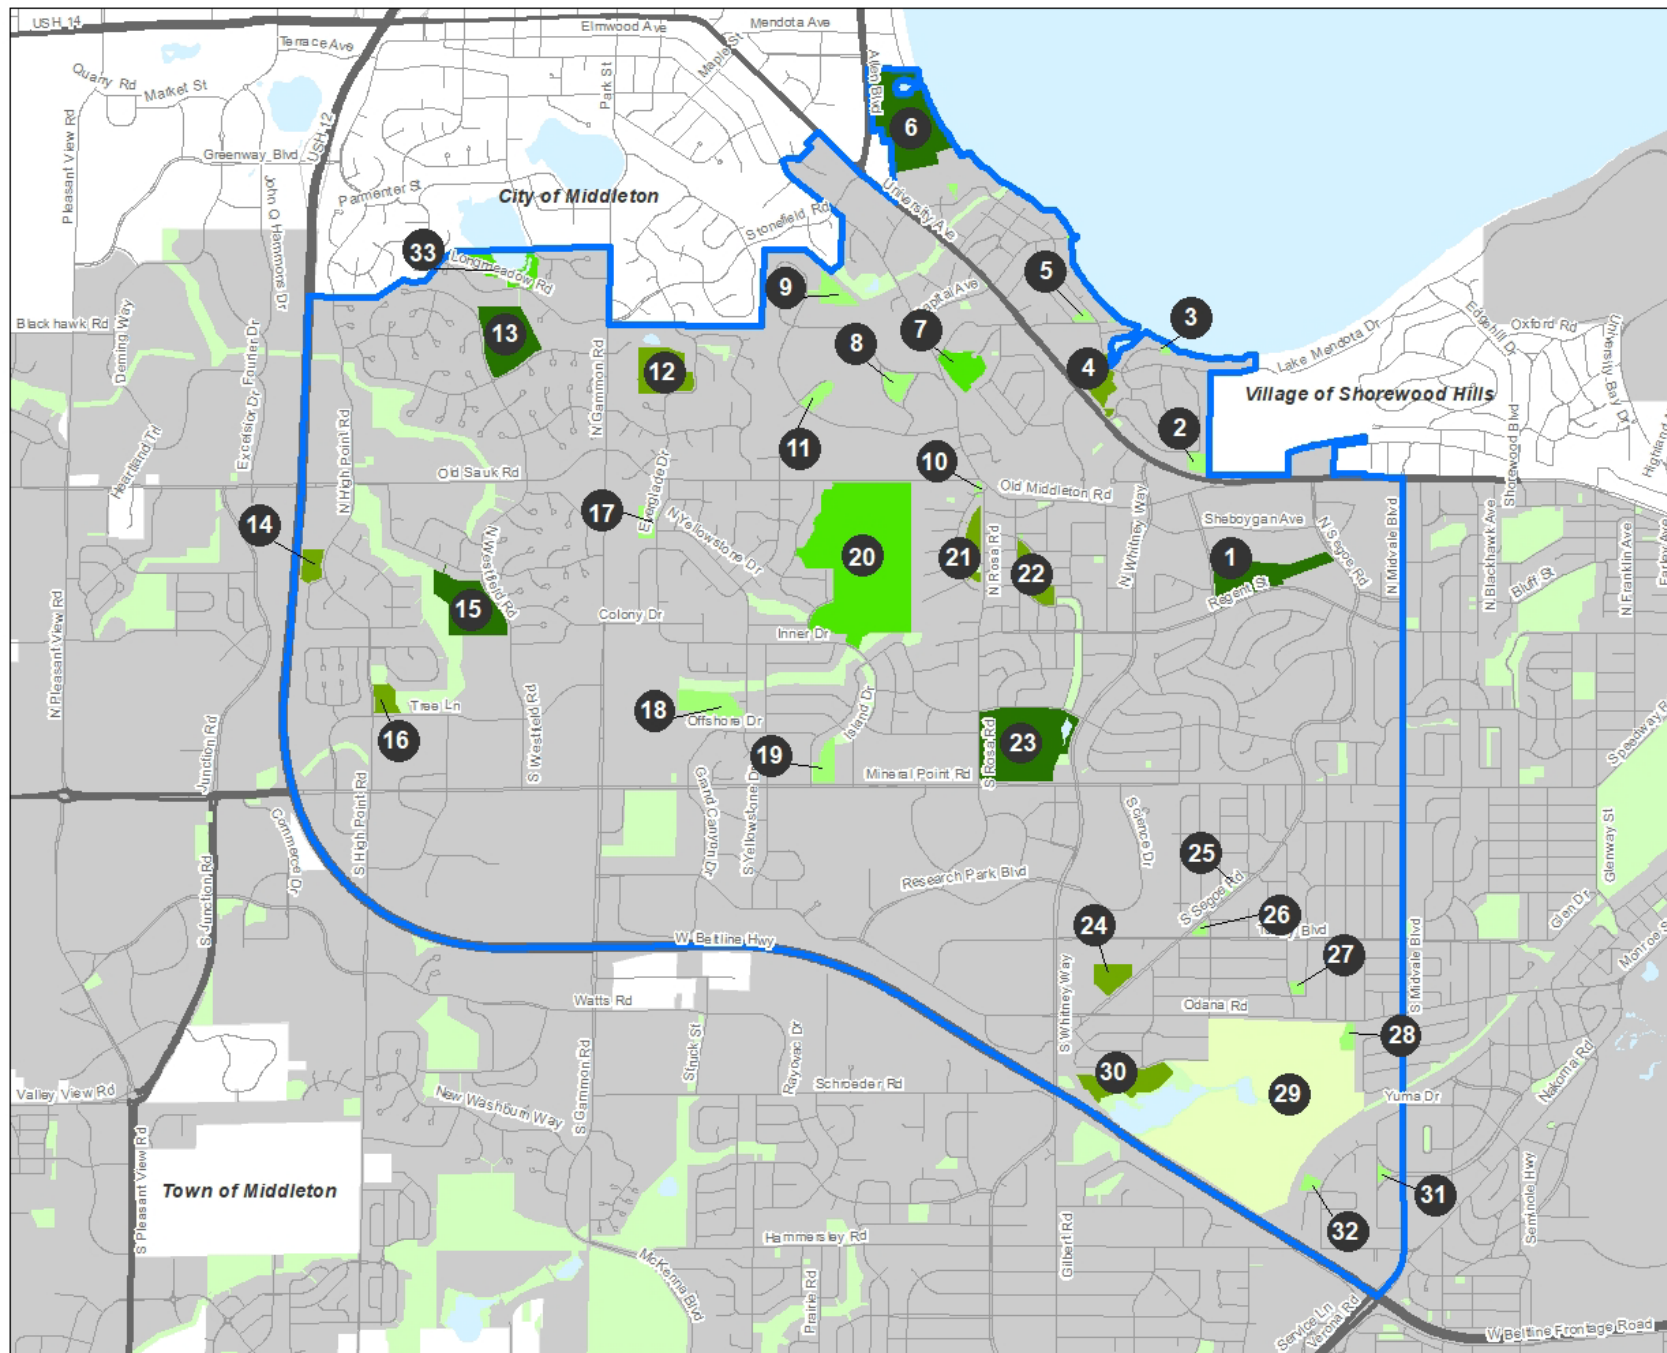 USH 14
Elmwood Ave
Mendota Ave
Terrace Ave
Maple St
Allen Blvd
Quarry Rd
Market St
Park St
USH 12
Pleasant View Rd
Greenway Blvd
John Q Hammons Dr
Parmenter St
City of Middleton
Stonefield Rd
University Ave
6
33
Longmeadow Rd
9
5
Capital Ave
3
Blackhawk Rd
Deming Way
Fourier Dr
13
N Gammon Rd
12
8
7
4
Lake Mendota Dr
Edgehill Dr
Oxford Rd
University Bay Dr
Village of Shorewood Hills
Excelsior Dr
Heartland Trl
N High Point Rd
11
2
Shorewood Blvd
Highland
Old Sauk Rd
Everglade Dr
10
Old Middleton Rd
N Whitney Way
Sheboygan Ave
N Segoe Rd
N Midvale Blvd
N Blackhawk Ave
14
17
N Yellowstone Dr
20
21
N Rosa Rd
22
1
Regent St
Bluff St
N Franklin Ave
Farley Ave
15
N Westfield Rd
Colony Dr
Inner Dr
N Pleasant View Rd
Tree Ln
16
18
Offshore Dr
Island Dr
19
S Westfield Rd
Junction Rd
Mineral Point Rd
S Rosa Rd
23
Speedway R
Commerce Dr
S High Point Rd
Grand Canyon Dr
S Yellowstone Dr
Science Dr
Glenway St
25
Research Park Blvd
S Segoe Rd
S Junction Rd
24
26
Blvd
27
Glen Dr
Monroe S
W Beltline Hwy
S Whitney Way
S Midvale Blvd
Watts Rd
Odana Rd
28
Struck St
Rayovac Dr
S Gammon Rd
30
29
Schroeder Rd
Valley View Rd
New Washburn Way
Yuma Dr
Nakoma Rd
Town of Middleton
S Pleasant View Rd
31
32
Seminole Hwy
Hammersley Rd
Gilbert Rd
McKenna Blvd
Prairie Rd
Service Ln
Verona Rd
W Beltline Frontage Road